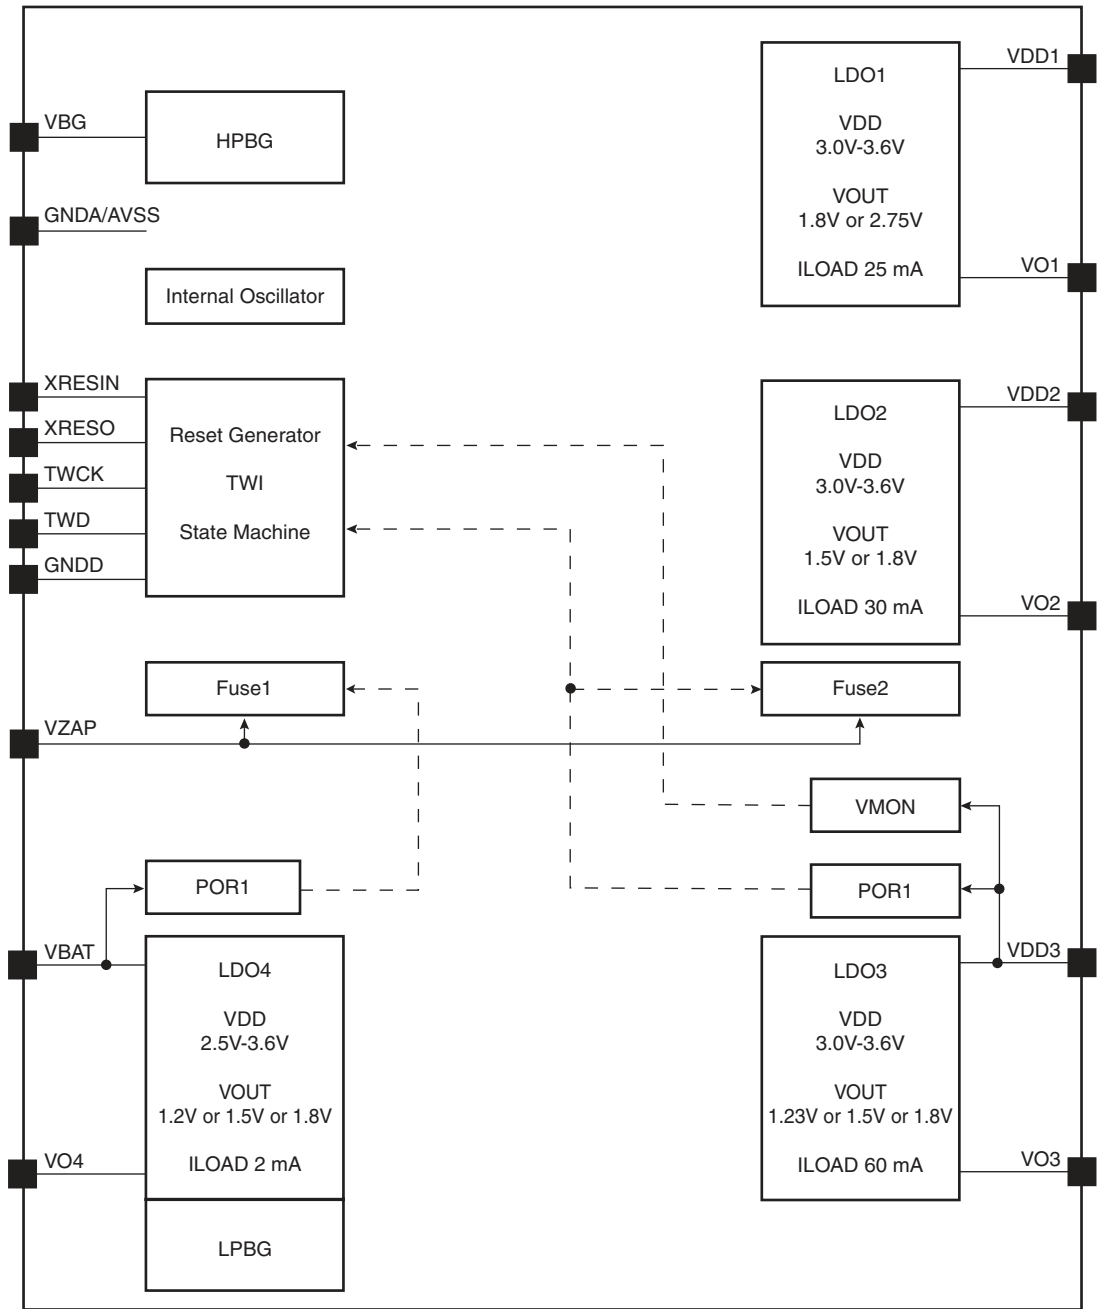 VBG
HPBG
GNDA/AVSS
Internal Oscillator
XRESIN
XRESO
TWCK
TWD
GNDD
Reset Generator
TWI
State Machine
Fuse1
VZAP
POR1
VBAT
LDO4
VDD
2.5V-3.6V
VOUT
1.2V or 1.5V or 1.8V
ILOAD 2 mA
VO4
LPBG
LDO1
VDD
3.0V-3.6V
VOUT
1.8V or 2.75V
ILOAD 25 mA
VDD1
VO1
LDO2
VDD
3.0V-3.6V
VOUT
1.5V or 1.8V
ILOAD 30 mA
VDD2
VO2
Fuse2
VMON
POR1
LDO3
VDD
3.0V-3.6V
VOUT
1.23V or 1.5V or 1.8V
ILOAD 60 mA
VDD3
VO3